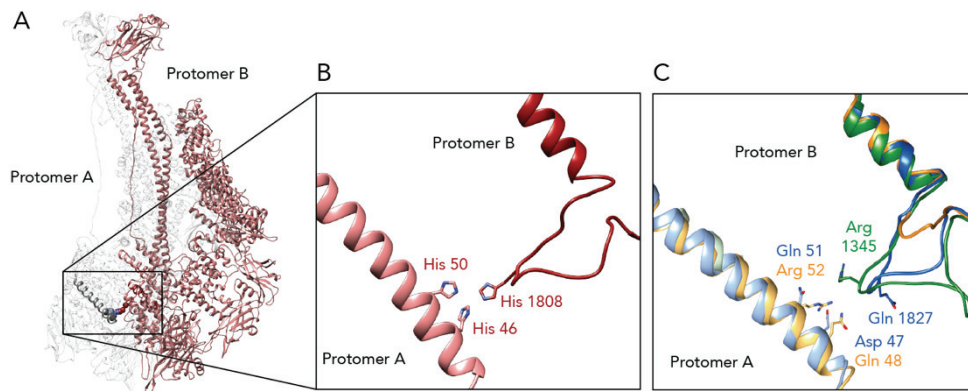 A
Protomer B
Protomer A
B
Protomer B
His 50
His 1808
His 46
Protomer A
C
Protomer B
Arg
1345
Gln 51
Arg 52
Gln 1827
Asp 47
Gln 48
Protomer A